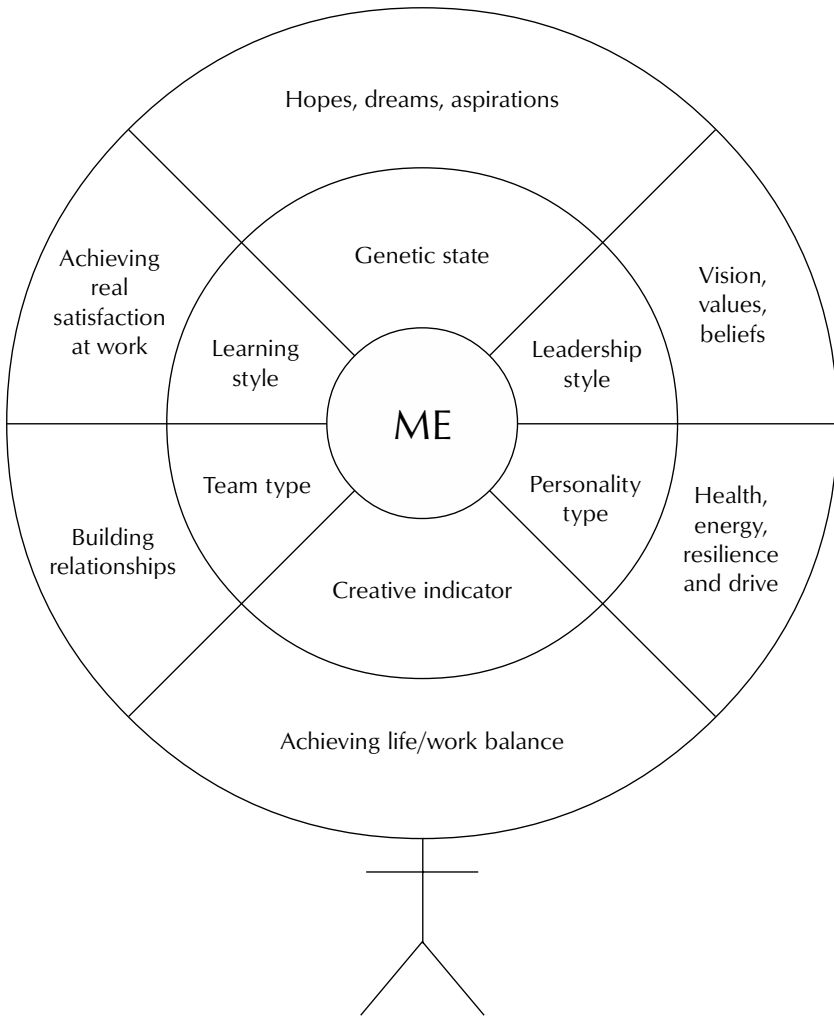 Hopes, dreams, aspirations
Genetic state
Achieving
real
satisfaction
at work
Vision,
values,
beliefs
Learning
style
Leadership
style
ME
Team type
Personality
type
Building
relationships
Health,
energy,
resilience
and drive
Creative indicator
Achieving life/work balance